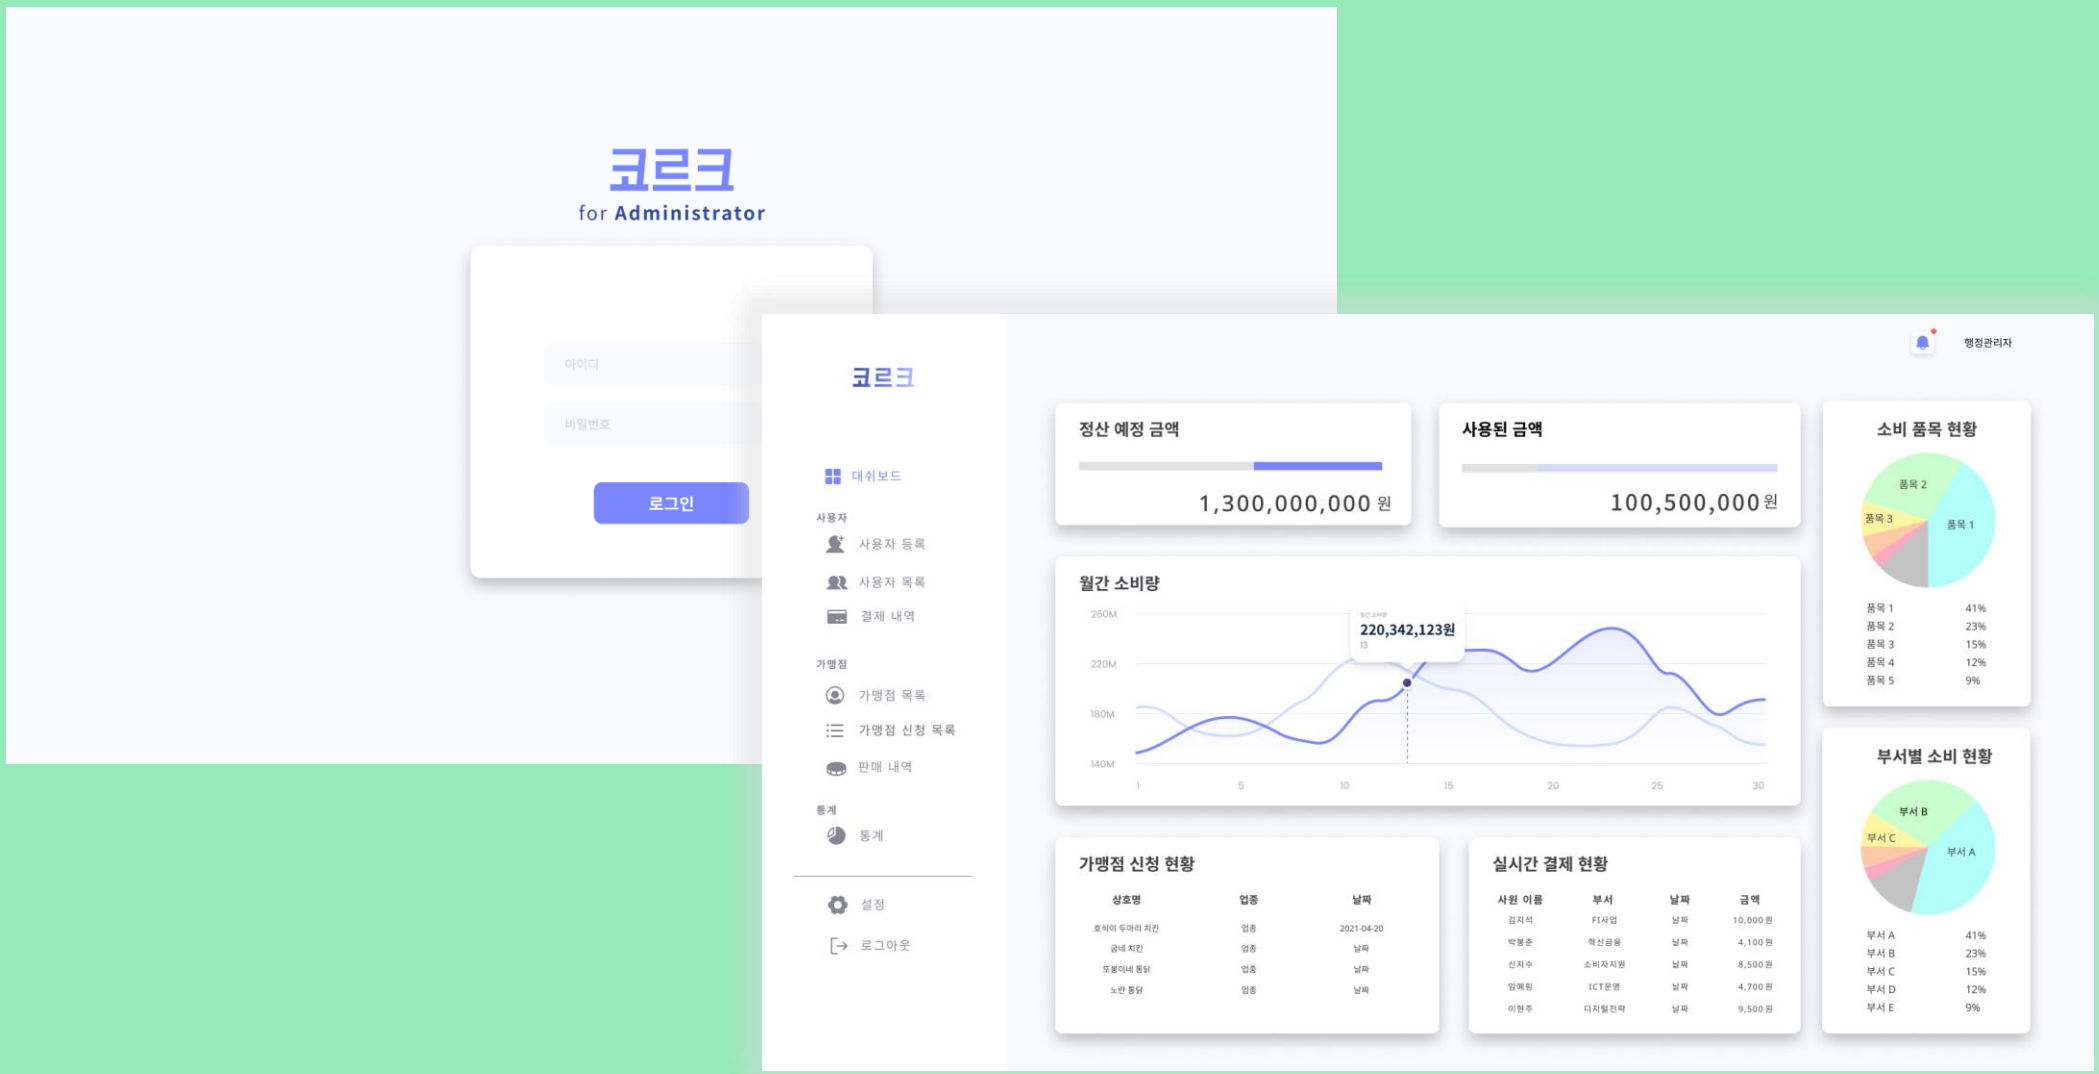 코르크
for Administrator
아이디
비밀번호
로그인
코르크
행정관리자
대쉬보드
사용자
사용자 등록
사용자 목록
결제 내역
가맹점
가맹점 목록
가맹점 신청 목록
판매 내역
통계
통계
설정
로그아웃
정산 예정 금액
1,300,000,000 원
사용된 금액
100,500,000 원
월간 소비량
260M
220M
180M
140M
1 5 10 15 20 25 30
월간 소비량
220,342,123원
13
가맹점 신청 현황
상호명 업종 날짜
호식이 두마리 치킨 업종 2021-04-20
굽네 치킨 업종 날짜
또봉이네 통닭 업종 날짜
노란 통닭 업종 날짜
실시간 결제 현황
사원 이름 부서 날짜 금액
김지석 FI사업 날짜 10,000 원
박봉춘 혁신금융 날짜 4,100 원
신지수 소비자지원 날짜 8,500 원
임예림 ICT운영 날짜 4,700 원
이현주 디지털전략 날짜 9,500 원
소비 품목 현황
품목 2
품목 3
품목 1
품목 1 41%
품목 2 23%
품목 3 15%
품목 4 12%
품목 5 9%
부서별 소비 현황
부서 B
부서 C
부서 A
부서 A 41%
부서 B 23%
부서 C 15%
부서 D 12%
부서 E 9%